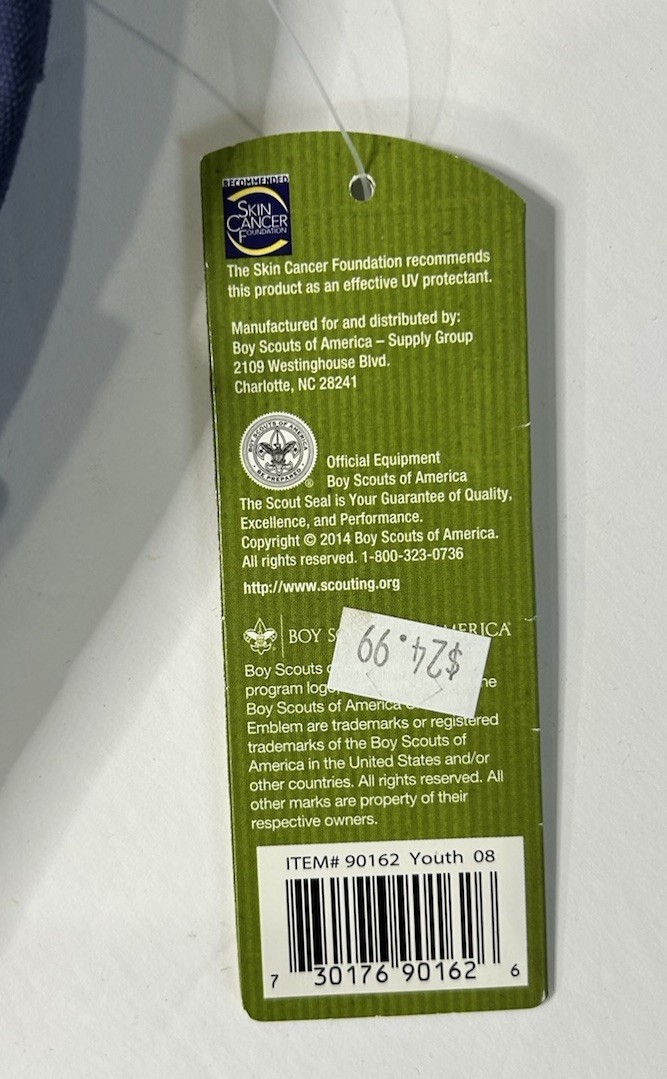 RECOMMENDED
SKIN
CANCER
FOUNDATION
The Skin Cancer Foundation recommends
this product as an effective UV protectant.
Manufactured for and distributed by:
Boy Scouts of America – Supply Group
2109 Westinghouse Blvd.
Charlotte, NC 28241
BOY SCOUTS OF AMERICA
BE PREPARED
®
Official Equipment
Boy Scouts of America
The Scout Seal is Your Guarantee of Quality,
Excellence, and Performance.
Copyright © 2014 Boy Scouts of America.
All rights reserved. 1-800-323-0736
http://www.scouting.org
BOY
$24.99
Boy Scouts
program
Boy Scouts of America
Emblem are trademarks or registered
trademarks of the Boy Scouts of
America in the United States and/or
other countries. All rights reserved. All
other marks are property of their
respective owners.
ITEM# 90162 Youth 08
7 30176 90162 6